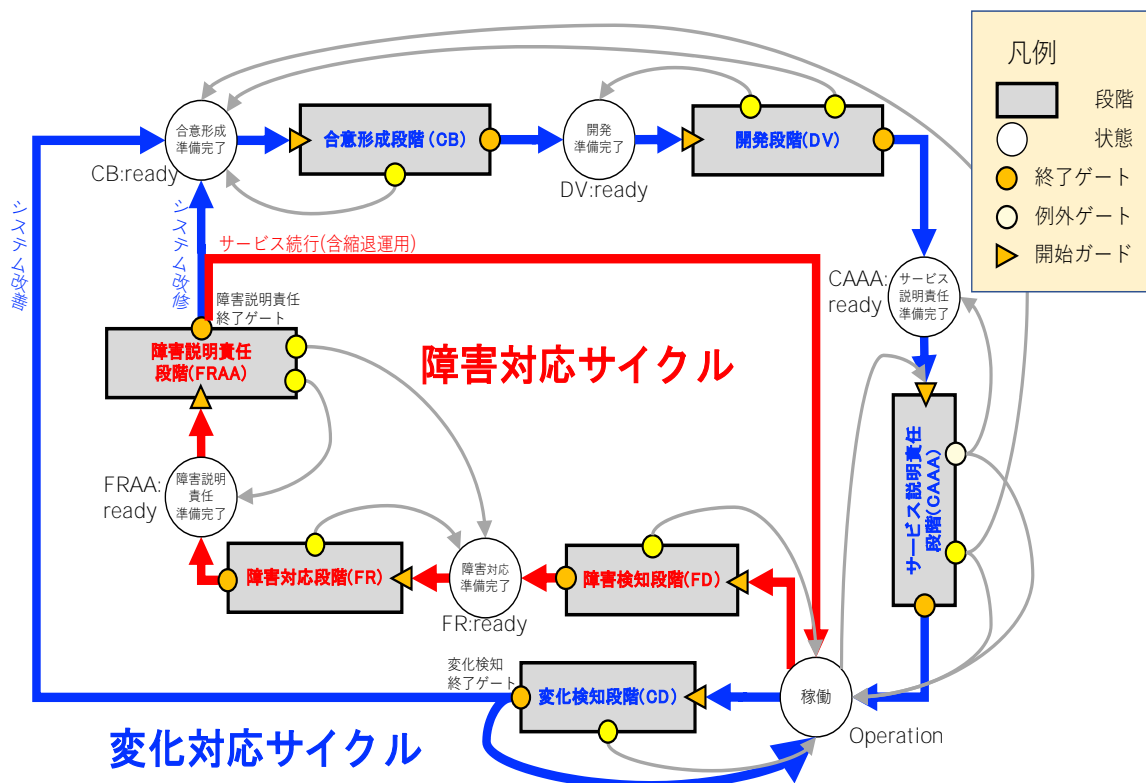 凡例
段階
状態
終了ゲート
例外ゲート
開始ガード
合意形成
準備完了
CB:ready
合意形成段階(CB)
開発
準備完了
DV:ready
開発段階(DV)
システム改善
システム改修
サービス続行(含縮退運用)
CAAA:
ready
サービス
説明責任
準備完了
障害説明責任
終了ゲート
障害説明責任
段階(FRAA)
障害対応サイクル
サービス説明責任
段階(CAAA)
FRAA:
ready
障害説明
責任
準備完了
障害対応段階(FR)
障害対応
準備完了
FR:ready
障害検知段階(FD)
変化検知
終了ゲート
変化検知段階(CD)
稼働
Operation
変化対応サイクル